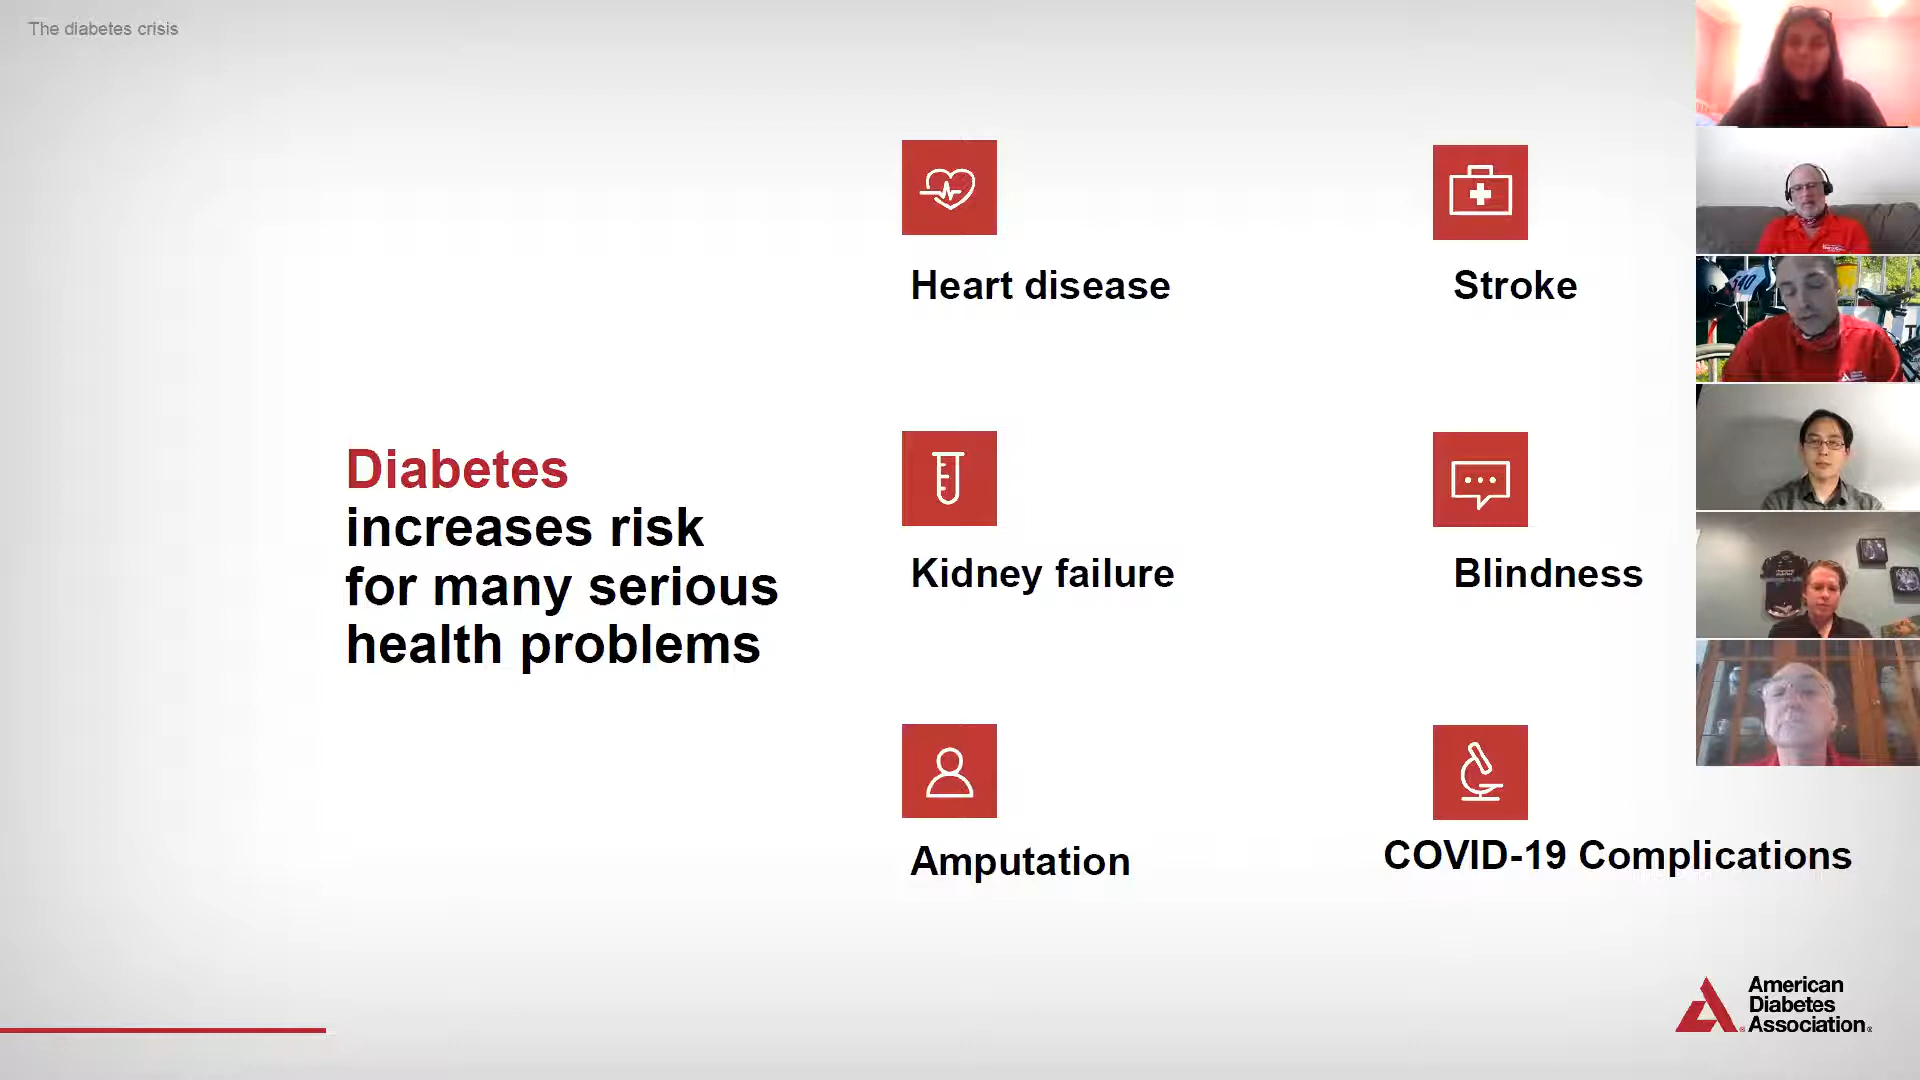 The diabetes crisis
Diabetes
increases risk
for many serious
health problems
Heart disease
Stroke
Kidney failure
Blindness
Amputation
COVID-19 Complications
540
American
Diabetes
Association®